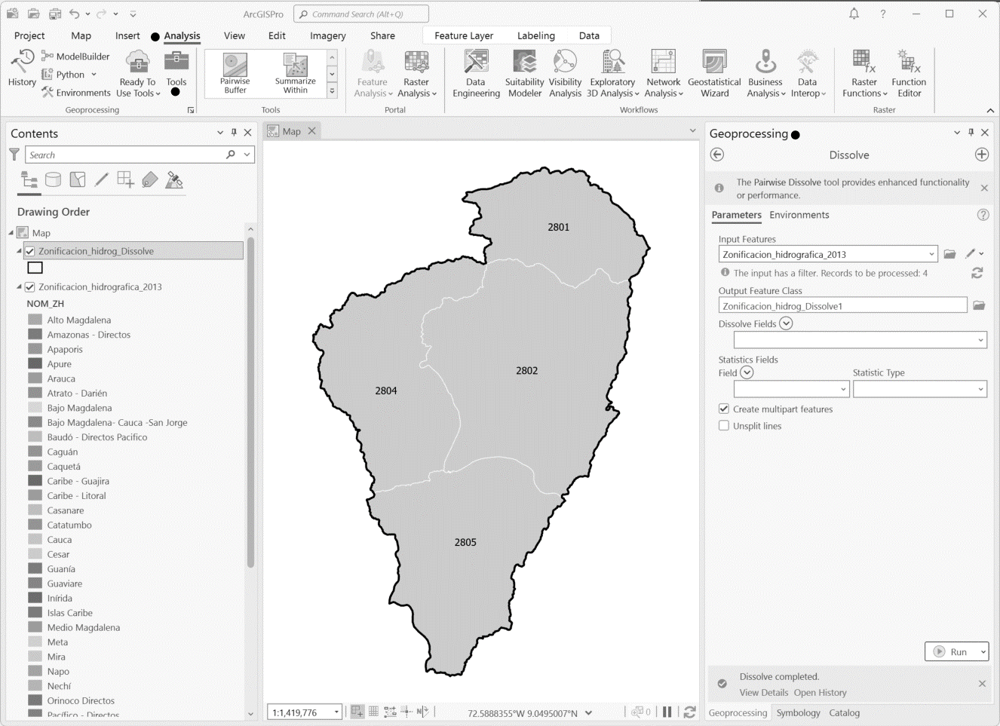 ArcGISPro
Command Search (Alt+Q)
?
Project
Map
Insert
Analysis
View
Edit
Imagery
Share
Feature Layer
Labeling
Data
History
ModelBuilder
Python
Environments
Ready To
Use Tools
Tools
Pairwise
Buffer
Summarize
Within
Feature
Analysis
Raster
Analysis
Data
Engineering
Suitability
Modeler
Visibility
Analysis
Exploratory
3D Analysis
Network
Analysis
Geostatistical
Wizard
Business
Analysis
Data
Interop
Raster
Functions
Function
Editor
Geoprocessing
Tools
Portal
Workflows
Raster
Contents
Search
Drawing Order
Map
Zonificacion_hidrog_Dissolve
Zonificacion_hidrografica_2013
NOM_ZH
Alto Magdalena
Amazonas - Directos
Apaporis
Apure
Arauca
Atrato - Darién
Bajo Magdalena
Bajo Magdalena- Cauca -San Jorge
Baudó - Directos Pacifico
Caguán
Caquetá
Caribe - Guajira
Caribe - Litoral
Casanare
Catatumbo
Cauca
Cesar
Guanía
Guaviare
Inírida
Islas Caribe
Medio Magdalena
Meta
Mira
Napo
Nechí
Orinoco Directos
Pacífico - Directos
Map
2801
2802
2804
2805
1:1,419,776
72.5888355°W 9.0495007°N
0
Geoprocessing
Dissolve
The Pairwise Dissolve tool provides enhanced functionality
or performance.
Parameters
Environments
?
Input Features
Zonificacion_hidrografica_2013
The input has a filter. Records to be processed: 4
Output Feature Class
Zonificacion_hidrog_Dissolve1
Dissolve Fields
Statistics Fields
Field
Statistic Type
Create multipart features
Unsplit lines
Run
Dissolve completed.
View Details Open History
Geoprocessing
Symbology
Catalog